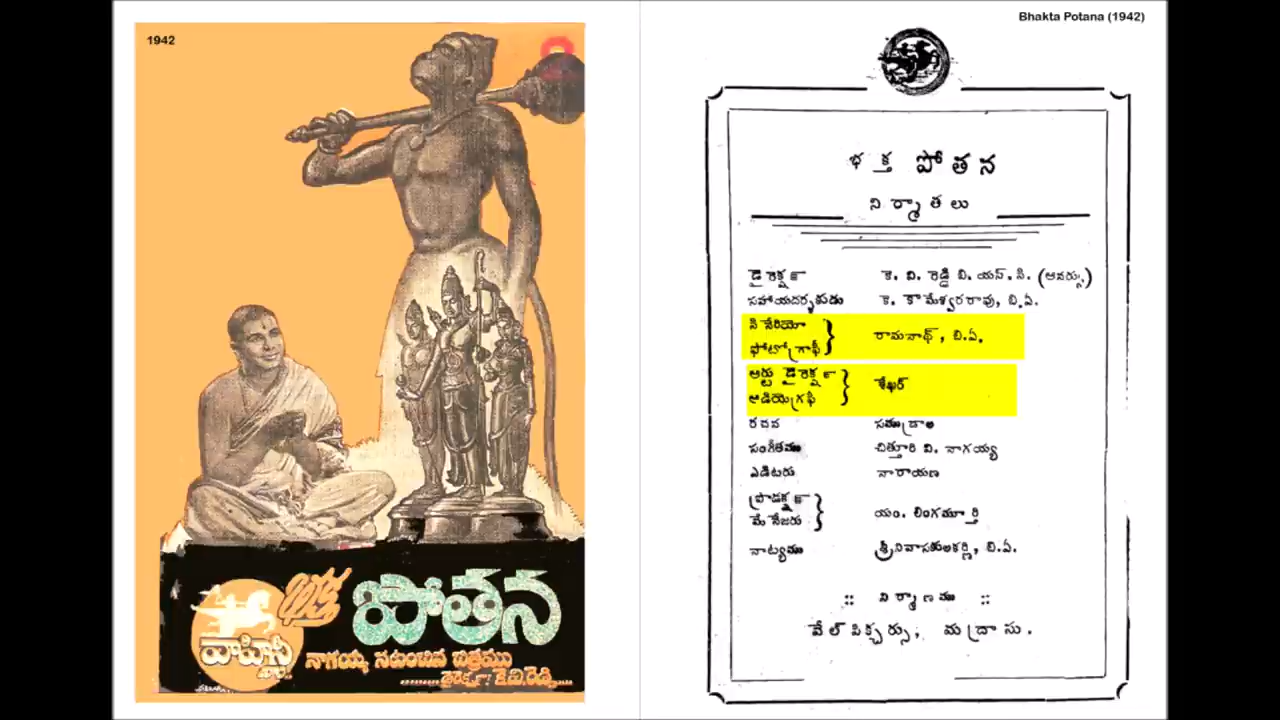 1942
భక్త పోతన
వాహినీ
నాగయ్య నటించిన చిత్రము
డైరెక్షన్: కె.వి.రెడ్డి
Bhakta Potana (1942)
భక్త పోతన
నిర్మాతలు
డైరెక్షన్ కె. వి. రెడ్డి బి. యస్. సి. (ఆనర్సు)
సహాయదర్శకుడు కె. కామేశ్వరరావు, బి.ఏ.
సినేరియో
ఫోటోగ్రాఫీ } రామనాథ్, బి.ఏ.
ఆర్టు డైరెక్షన్
ఆడియోగ్రఫీ } శేఖర్
రచన సముద్రాల
సంగీతము చిత్తూరి వి. నాగయ్య
ఎడిటరు నారాయణ
ప్రొడక్షన్
మేనేజరు } యం. లింగమూర్తి
నాట్యము శ్రీనివాసకులకర్ణి, బి.ఏ.
:: నిర్మాణము ::
వేల్ పిక్చర్సు, మద్రాసు.